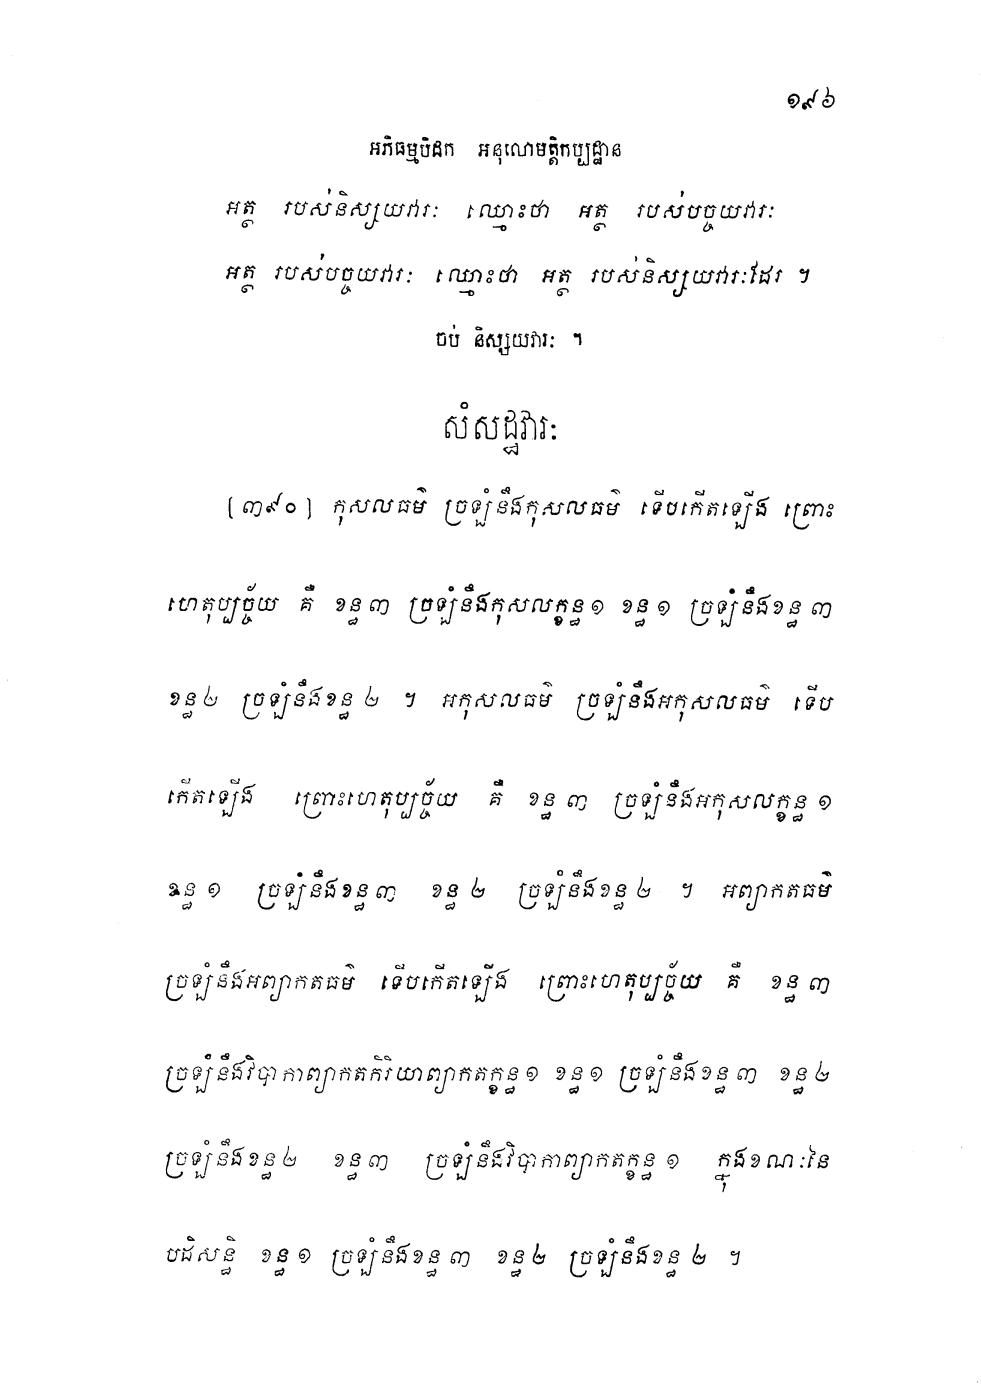 ១៩៦
អភិធម្មបិដក អនុលោមត្តិកប្បដ្ឋាន
អត្ថ របស់និស្សយវារៈ ឈ្មោះថា អត្ថ របស់បច្ចយវារៈ
អត្ថ របស់បច្ចយវារៈ ឈ្មោះថា អត្ថ របស់និស្សយវារៈដែរ ។
ចប់ និស្សយវារៈ ។
សំសដ្ឋវារៈ
[៣៩០] កុសលធម៌ ច្រឡំនឹងកុសលធម៌ ទើបកើតឡើង ព្រោះ
ហេតុប្បច្ច័យ គឺ ខន្ធ ៣ ច្រឡំនឹងកុសលក្ខន្ធ ១ ខន្ធ ១ ច្រឡំនឹងខន្ធ ៣
ខន្ធ ២ ច្រឡំនឹងខន្ធ ២ ។ អកុសលធម៌ ច្រឡំនឹងអកុសលធម៌ ទើប
កើតឡើង ព្រោះហេតុប្បច្ច័យ គឺ ខន្ធ ៣ ច្រឡំនឹងអកុសលក្ខន្ធ ១
ខន្ធ ១ ច្រឡំនឹងខន្ធ ៣ ខន្ធ ២ ច្រឡំនឹងខន្ធ ២ ។ អព្យាកតធម៌
ច្រឡំនឹងអព្យាកតធម៌ ទើបកើតឡើង ព្រោះហេតុប្បច្ច័យ គឺ ខន្ធ ៣
ច្រឡំនឹងវិបាកាព្យាកតកិរិយាព្យាកតក្ខន្ធ ១ ខន្ធ ១ ច្រឡំនឹងខន្ធ ៣ ខន្ធ ២
ច្រឡំនឹងខន្ធ ២ ខន្ធ ៣ ច្រឡំនឹងវិបាកាព្យាកតក្ខន្ធ ១ ក្នុងខណៈនៃ
បដិសន្ធិ ខន្ធ ១ ច្រឡំនឹងខន្ធ ៣ ខន្ធ ២ ច្រឡំនឹងខន្ធ ២ ។